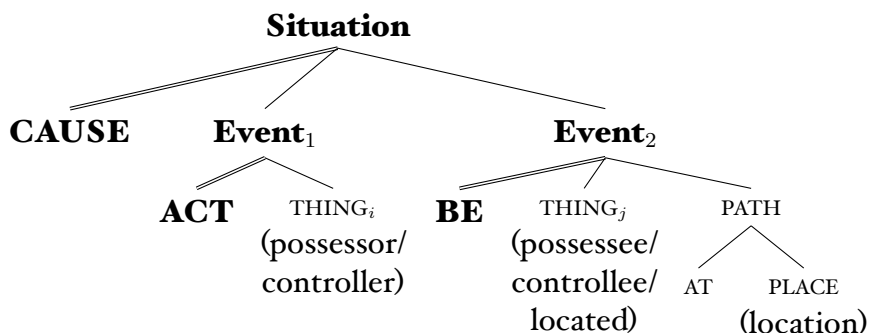 Situation
CAUSE Event₁ Event₂
ACT THINGᵢ BE THINGⱼ PATH
(possessor/ (possessee/
controller) controllee/ AT PLACE
located) (location)